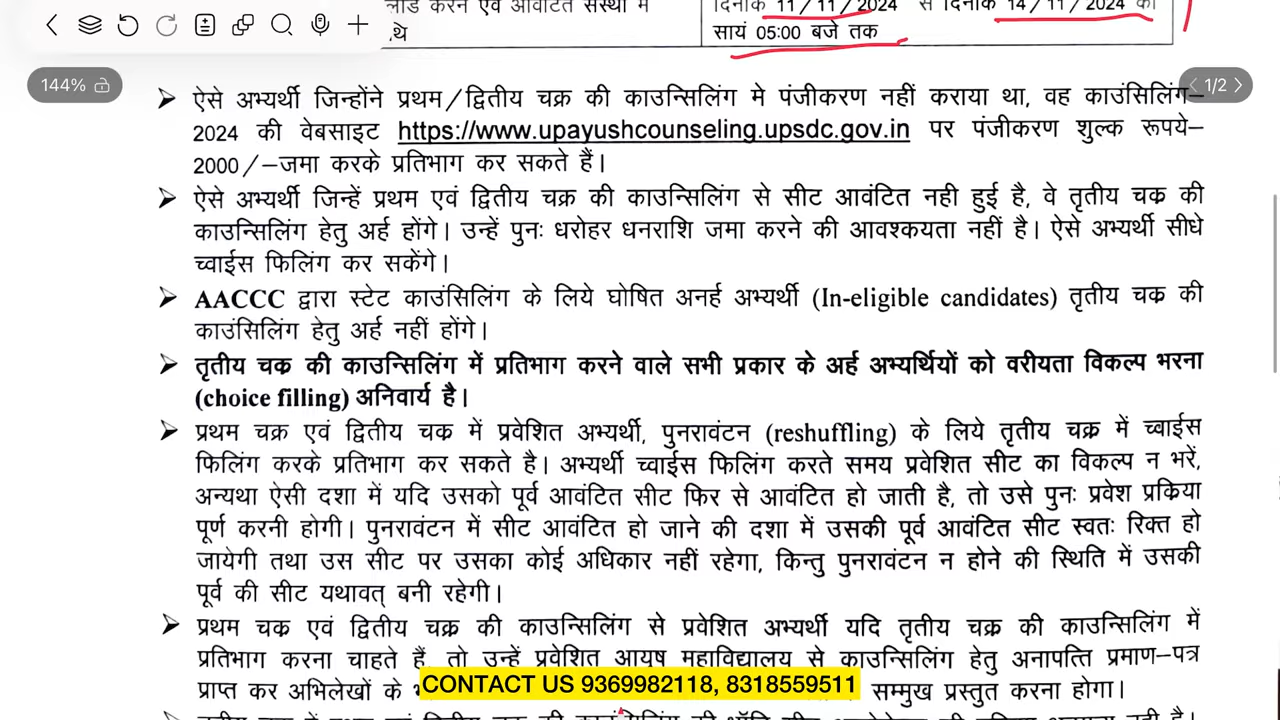 करने एवं आवंटित संस्था में
दिनांक 11/11/2024 से दिनांक 14/11/2024 को
सायं 05:00 बजे तक
144%
1/2
➢ ऐसे अभ्यर्थी जिन्होंने प्रथम/द्वितीय चक्र की काउन्सिलिंग मे पंजीकरण नहीं कराया था, वह काउंसिलिंग–
2024 की वेबसाइट https://www.upayushcounseling.upsdc.gov.in पर पंजीकरण शुल्क रूपये–
2000/–जमा करके प्रतिभाग कर सकते हैं।
➢ ऐसे अभ्यर्थी जिन्हें प्रथम एवं द्वितीय चक्र की काउन्सिलिंग से सीट आवंटित नही हुई है, वे तृतीय चक्र की
काउन्सिलिंग हेतु अर्ह होंगे। उन्हें पुनः धरोहर धनराशि जमा करने की आवश्यकता नहीं है। ऐसे अभ्यर्थी सीधे
च्वाईस फिलिंग कर सकेंगे।
➢ AACCC द्वारा स्टेट काउंसिलिंग के लिये घोषित अनर्ह अभ्यर्थी (In-eligible candidates) तृतीय चक्र की
काउंसिलिंग हेतु अर्ह नहीं होंगे।
➢ तृतीय चक्र की काउन्सिलिंग में प्रतिभाग करने वाले सभी प्रकार के अर्ह अभ्यर्थियों को वरीयता विकल्प भरना
(choice filling) अनिवार्य है।
➢ प्रथम चक्र एवं द्वितीय चक्र में प्रवेशित अभ्यर्थी, पुनरावंटन (reshuffling) के लिये तृतीय चक्र में च्वाईस
फिलिंग करके प्रतिभाग कर सकते है। अभ्यर्थी च्वाईस फिलिंग करते समय प्रवेशित सीट का विकल्प न भरें,
अन्यथा ऐसी दशा में यदि उसको पूर्व आवंटित सीट फिर से आवंटित हो जाती है, तो उसे पुनः प्रवेश प्रकिया
पूर्ण करनी होगी। पुनरावंटन में सीट आवंटित हो जाने की दशा में उसकी पूर्व आवंटित सीट स्वतः रिक्त हो
जायेगी तथा उस सीट पर उसका कोई अधिकार नहीं रहेगा, किन्तु पुनरावंटन न होने की स्थिति में उसकी
पूर्व की सीट यथावत् बनी रहेगी।
➢ प्रथम चक्र एवं द्वितीय चक्र की काउन्सिलिंग से प्रवेशित अभ्यर्थी यदि तृतीय चक्र की काउन्सिलिंग में
प्रतिभाग करना चाहते हैं, तो उन्हें प्रवेशित आयुष महाविद्यालय से काउंसिलिंग हेतु अनापत्ति प्रमाण–पत्र
प्राप्त कर अभिलेखों के सम्मुख प्रस्तुत करना होगा।
CONTACT US 9369982118, 8318559511